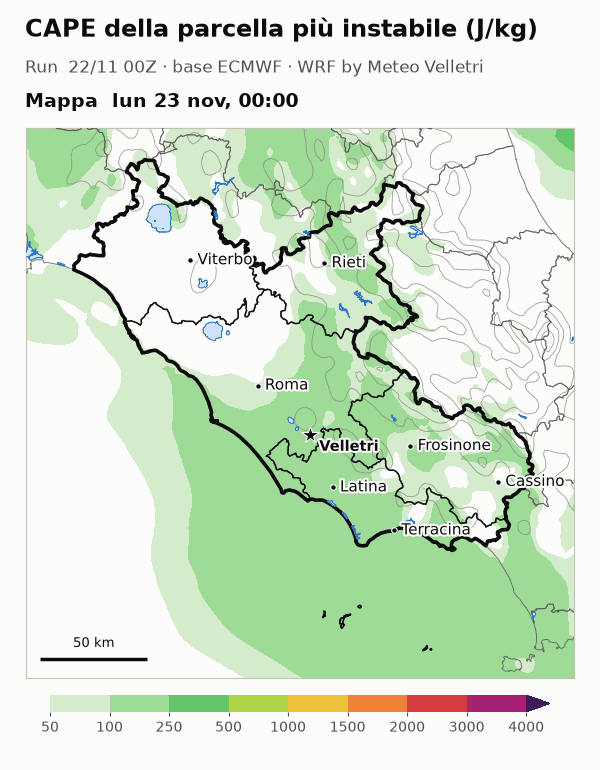 CAPE della parcella più instabile (J/kg)
Run  22/11 00Z · base ECMWF · WRF by Meteo Velletri
Mappa  lun 23 nov, 00:00
Viterbo
Rieti
Roma
Velletri
Frosinone
Cassino
Latina
Terracina
50 km
50 100 250 500 1000 1500 2000 3000 4000